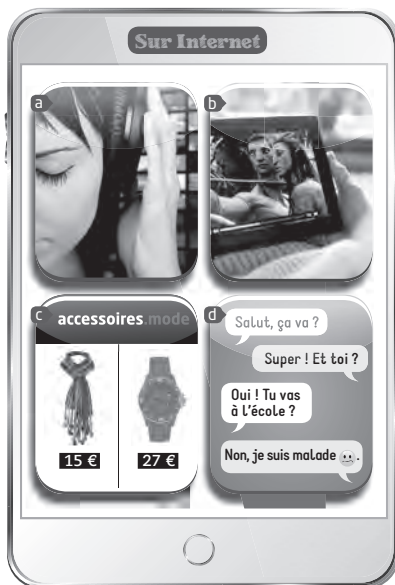 Sur Internet
a
b
c
accessoires.mode
15 €
27 €
d
Salut, ça va ?
Super ! Et toi ?
Oui ! Tu vas
à l'école ?
Non, je suis malade.